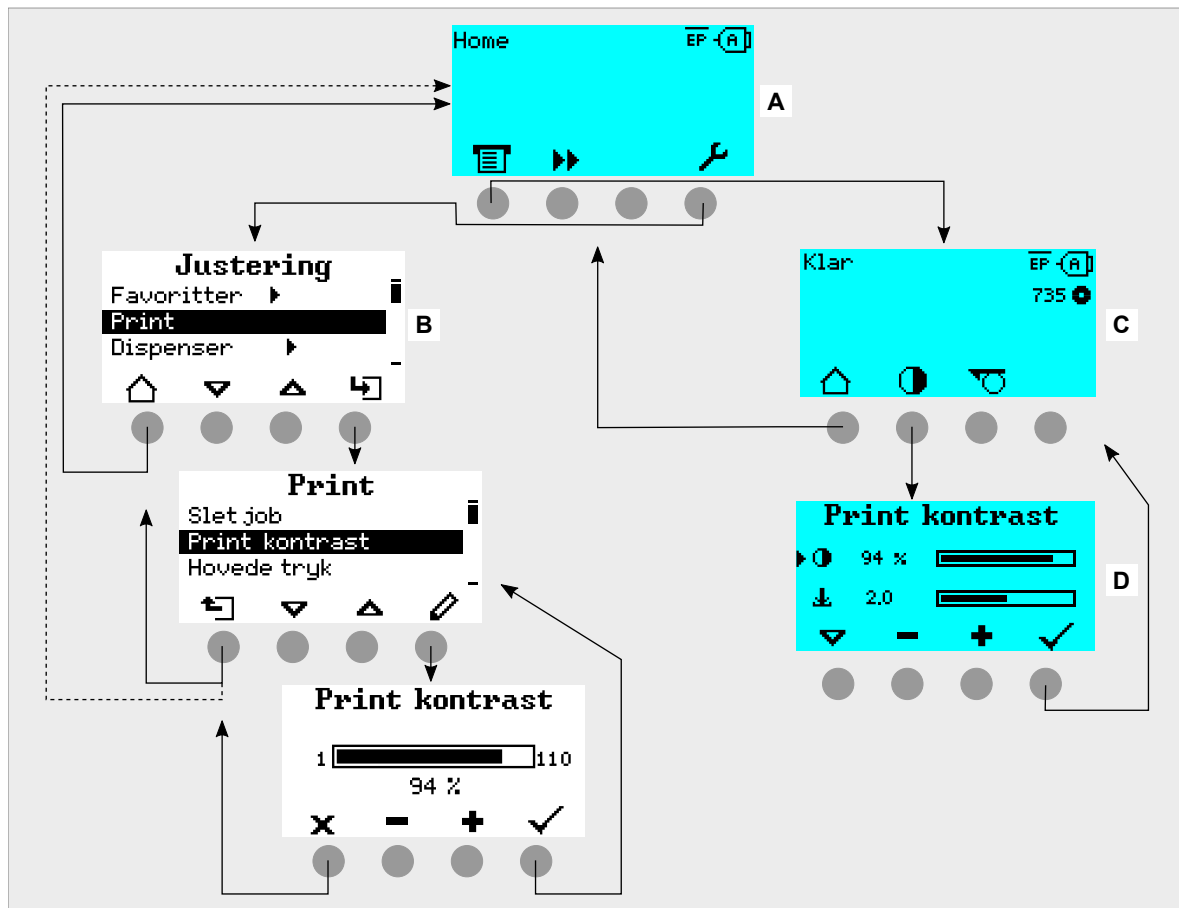 Home
EP A
A
Justering
Favoritter
Print
Dispenser
B
Klar
EP A
735
C
Print
Slet job
Print kontrast
Hovede tryk
Print kontrast
94 %
2.0
D
Print kontrast
1 110
94 %